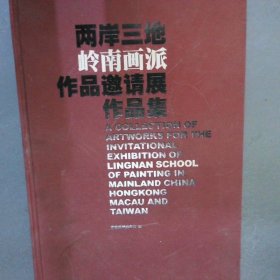 两岸三地
岭南画派
作品邀请展
作品集
A COLLECTION OF
ARTWORKS FOR THE
INVITATIONAL
EXHIBITION OF
LINGNAN SCHOOL
OF PAINTING IN
MAINLAND CHINA
HONGKONG
MACAU AND
TAIWAN